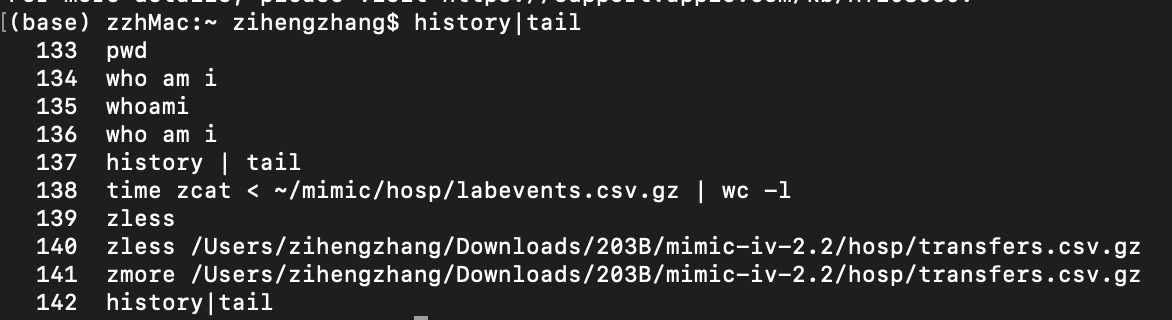 [(base) zzhMac:~ zihengzhang$ history|tail
133 pwd
134 who am i
135 whoami
136 who am i
137 history | tail
138 time zcat < ~/mimic/hosp/labevents.csv.gz | wc -l
139 zless
140 zless /Users/zihengzhang/Downloads/203B/mimic-iv-2.2/hosp/transfers.csv.gz
141 zmore /Users/zihengzhang/Downloads/203B/mimic-iv-2.2/hosp/transfers.csv.gz
142 history|tail